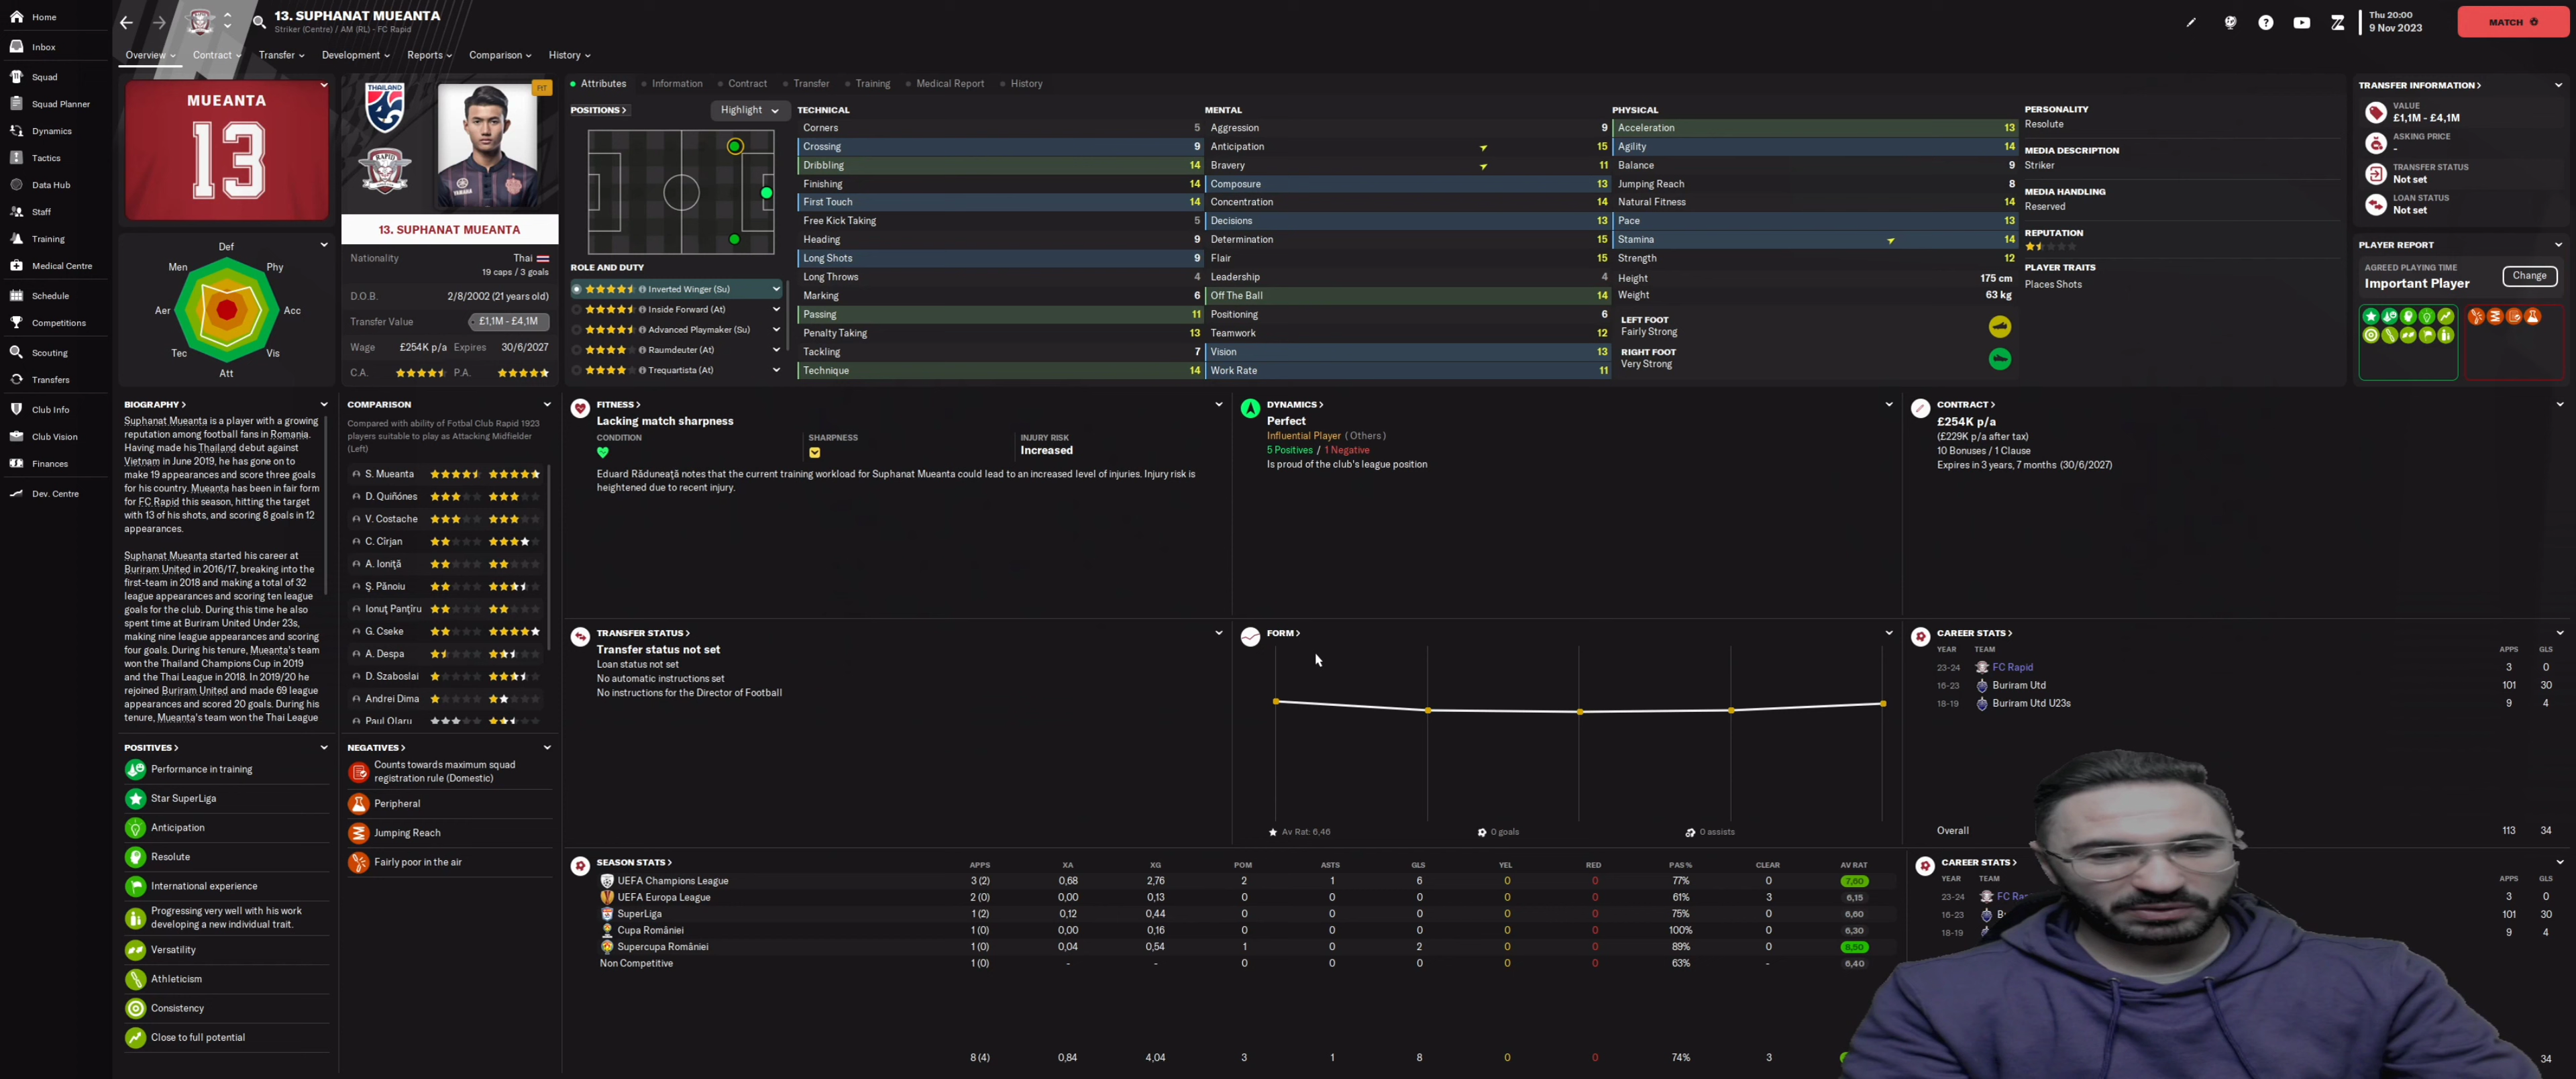 Home
Inbox
Squad
Squad Planner
Dynamics
Tactics
Data Hub
Staff
Training
Medical Centre
Schedule
Competitions
Scouting
Transfers
Club Info
Club Vision
Finances
Dev. Centre
13. SUPHANAT MUEANTA
Striker (Centre) / AM (RL) - FC Rapid
Thu 20:00
9 Nov 2023
MATCH
Overview
Contract
Transfer
Development
Reports
Comparison
History
MUEANTA
13
THAILAND
RAPID
FIT
YAMAHA
13. SUPHANAT MUEANTA
Nationality Thai
19 caps / 3 goals
D.O.B. 2/8/2002 (21 years old)
Transfer Value £1,1M - £4,1M
Wage £254K p/a Expires 30/6/2027
C.A. P.A.
Def
Phy
Acc
Vis
Att
Tec
Aer
Men
Attributes
Information
Contract
Transfer
Training
Medical Report
History
POSITIONS >
Highlight
ROLE AND DUTY
Inverted Winger (Su)
Inside Forward (At)
Advanced Playmaker (Su)
Raumdeuter (At)
Trequartista (At)
TECHNICAL
Corners 5
Crossing 9
Dribbling 14
Finishing 14
First Touch 14
Free Kick Taking 5
Heading 9
Long Shots 9
Long Throws 4
Marking 6
Passing 11
Penalty Taking 13
Tackling 7
Technique 14
MENTAL
Aggression 9
Anticipation 15
Bravery 11
Composure 13
Concentration 14
Decisions 13
Determination 15
Flair 15
Leadership 4
Off The Ball 14
Positioning 6
Teamwork 12
Vision 13
Work Rate 11
PHYSICAL
Acceleration 13
Agility 14
Balance 9
Jumping Reach 8
Natural Fitness 14
Pace 13
Stamina 14
Strength 12
Height 175 cm
Weight 63 kg
LEFT FOOT
Fairly Strong
RIGHT FOOT
Very Strong
PERSONALITY
Resolute
MEDIA DESCRIPTION
Striker
MEDIA HANDLING
Reserved
REPUTATION
PLAYER TRAITS
Places Shots
TRANSFER INFORMATION >
VALUE
£1,1M - £4,1M
ASKING PRICE
-
TRANSFER STATUS
Not set
LOAN STATUS
Not set
PLAYER REPORT
AGREED PLAYING TIME
Important Player
Change
BIOGRAPHY >
Suphanat Mueanta is a player with a growing
reputation among football fans in Romania.
Having made his Thailand debut against
Vietnam in June 2019, he has gone on to
make 19 appearances and score three goals
for his country. Mueanta has been in fair form
for FC Rapid this season, hitting the target
with 13 of his shots, and scoring 8 goals in 12
appearances.
Suphanat Mueanta started his career at
Buriram United in 2016/17, breaking into the
first-team in 2018 and making a total of 32
league appearances and scoring ten league
goals for the club. During this time he also
spent time at Buriram United Under 23s,
making nine league appearances and scoring
four goals. During his tenure, Mueanta's team
won the Thailand Champions Cup in 2019
and the Thai League in 2018. In 2019/20 he
rejoined Buriram United and made 69 league
appearances and scored 20 goals. During his
tenure, Mueanta's team won the Thai League
COMPARISON
Compared with ability of Fotbal Club Rapid 1923
players suitable to play as Attacking Midfielder
(Left)
S. Mueanta
D. Quiñónes
V. Costache
C. Cîrjan
A. Ioniță
Ș. Pănoiu
Ionuț Panțîru
G. Cseke
A. Despa
D. Szaboslai
Andrei Dima
Paul Olaru
FITNESS >
Lacking match sharpness
CONDITION
SHARPNESS
INJURY RISK
Increased
Eduard Răduneață notes that the current training workload for Suphanat Mueanta could lead to an increased level of injuries. Injury risk is
heightened due to recent injury.
DYNAMICS >
Perfect
Influential Player (Others)
5 Positives / 1 Negative
Is proud of the club's league position
CONTRACT >
£254K p/a
(£229K p/a after tax)
10 Bonuses / 1 Clause
Expires in 3 years, 7 months (30/6/2027)
TRANSFER STATUS >
Transfer status not set
Loan status not set
No automatic instructions set
No instructions for the Director of Football
FORM >
Av Rat: 6,46
0 goals
0 assists
CAREER STATS >
YEAR TEAM APPS GLS
23-24 FC Rapid 3 0
16-23 Buriram Utd 101 30
18-19 Buriram Utd U23s 9 4
Overall 113 34
POSITIVES >
Performance in training
Star SuperLiga
Anticipation
Resolute
International experience
Progressing very well with his work
developing a new individual trait.
Versatility
Athleticism
Consistency
Close to full potential
NEGATIVES >
Counts towards maximum squad
registration rule (Domestic)
Peripheral
Jumping Reach
Fairly poor in the air
SEASON STATS > APPS XA XG POM ASTS GLS YEL RED PAS% CLEAR AV RAT
UEFA Champions League 3 (2) 0,68 2,76 2 1 6 0 0 77% 0 7,60
UEFA Europa League 2 (0) 0,00 0,13 0 0 0 0 0 61% 3 6,15
SuperLiga 1 (2) 0,12 0,44 0 0 0 0 0 75% 0 6,60
Cupa României 1 (0) 0,00 0,16 0 0 0 0 0 100% 0 6,30
Supercupa României 1 (0) 0,04 0,54 1 0 2 0 0 89% 0 8,50
Non Competitive 1 (0) - - 0 0 0 0 0 63% - 6,40
8 (4) 0,84 4,04 3 1 8 0 0 74% 3
CAREER STATS >
YEAR TEAM APPS GLS
23-24 FC Ra 3 0
16-23 B 101 30
18-19 9 4
34